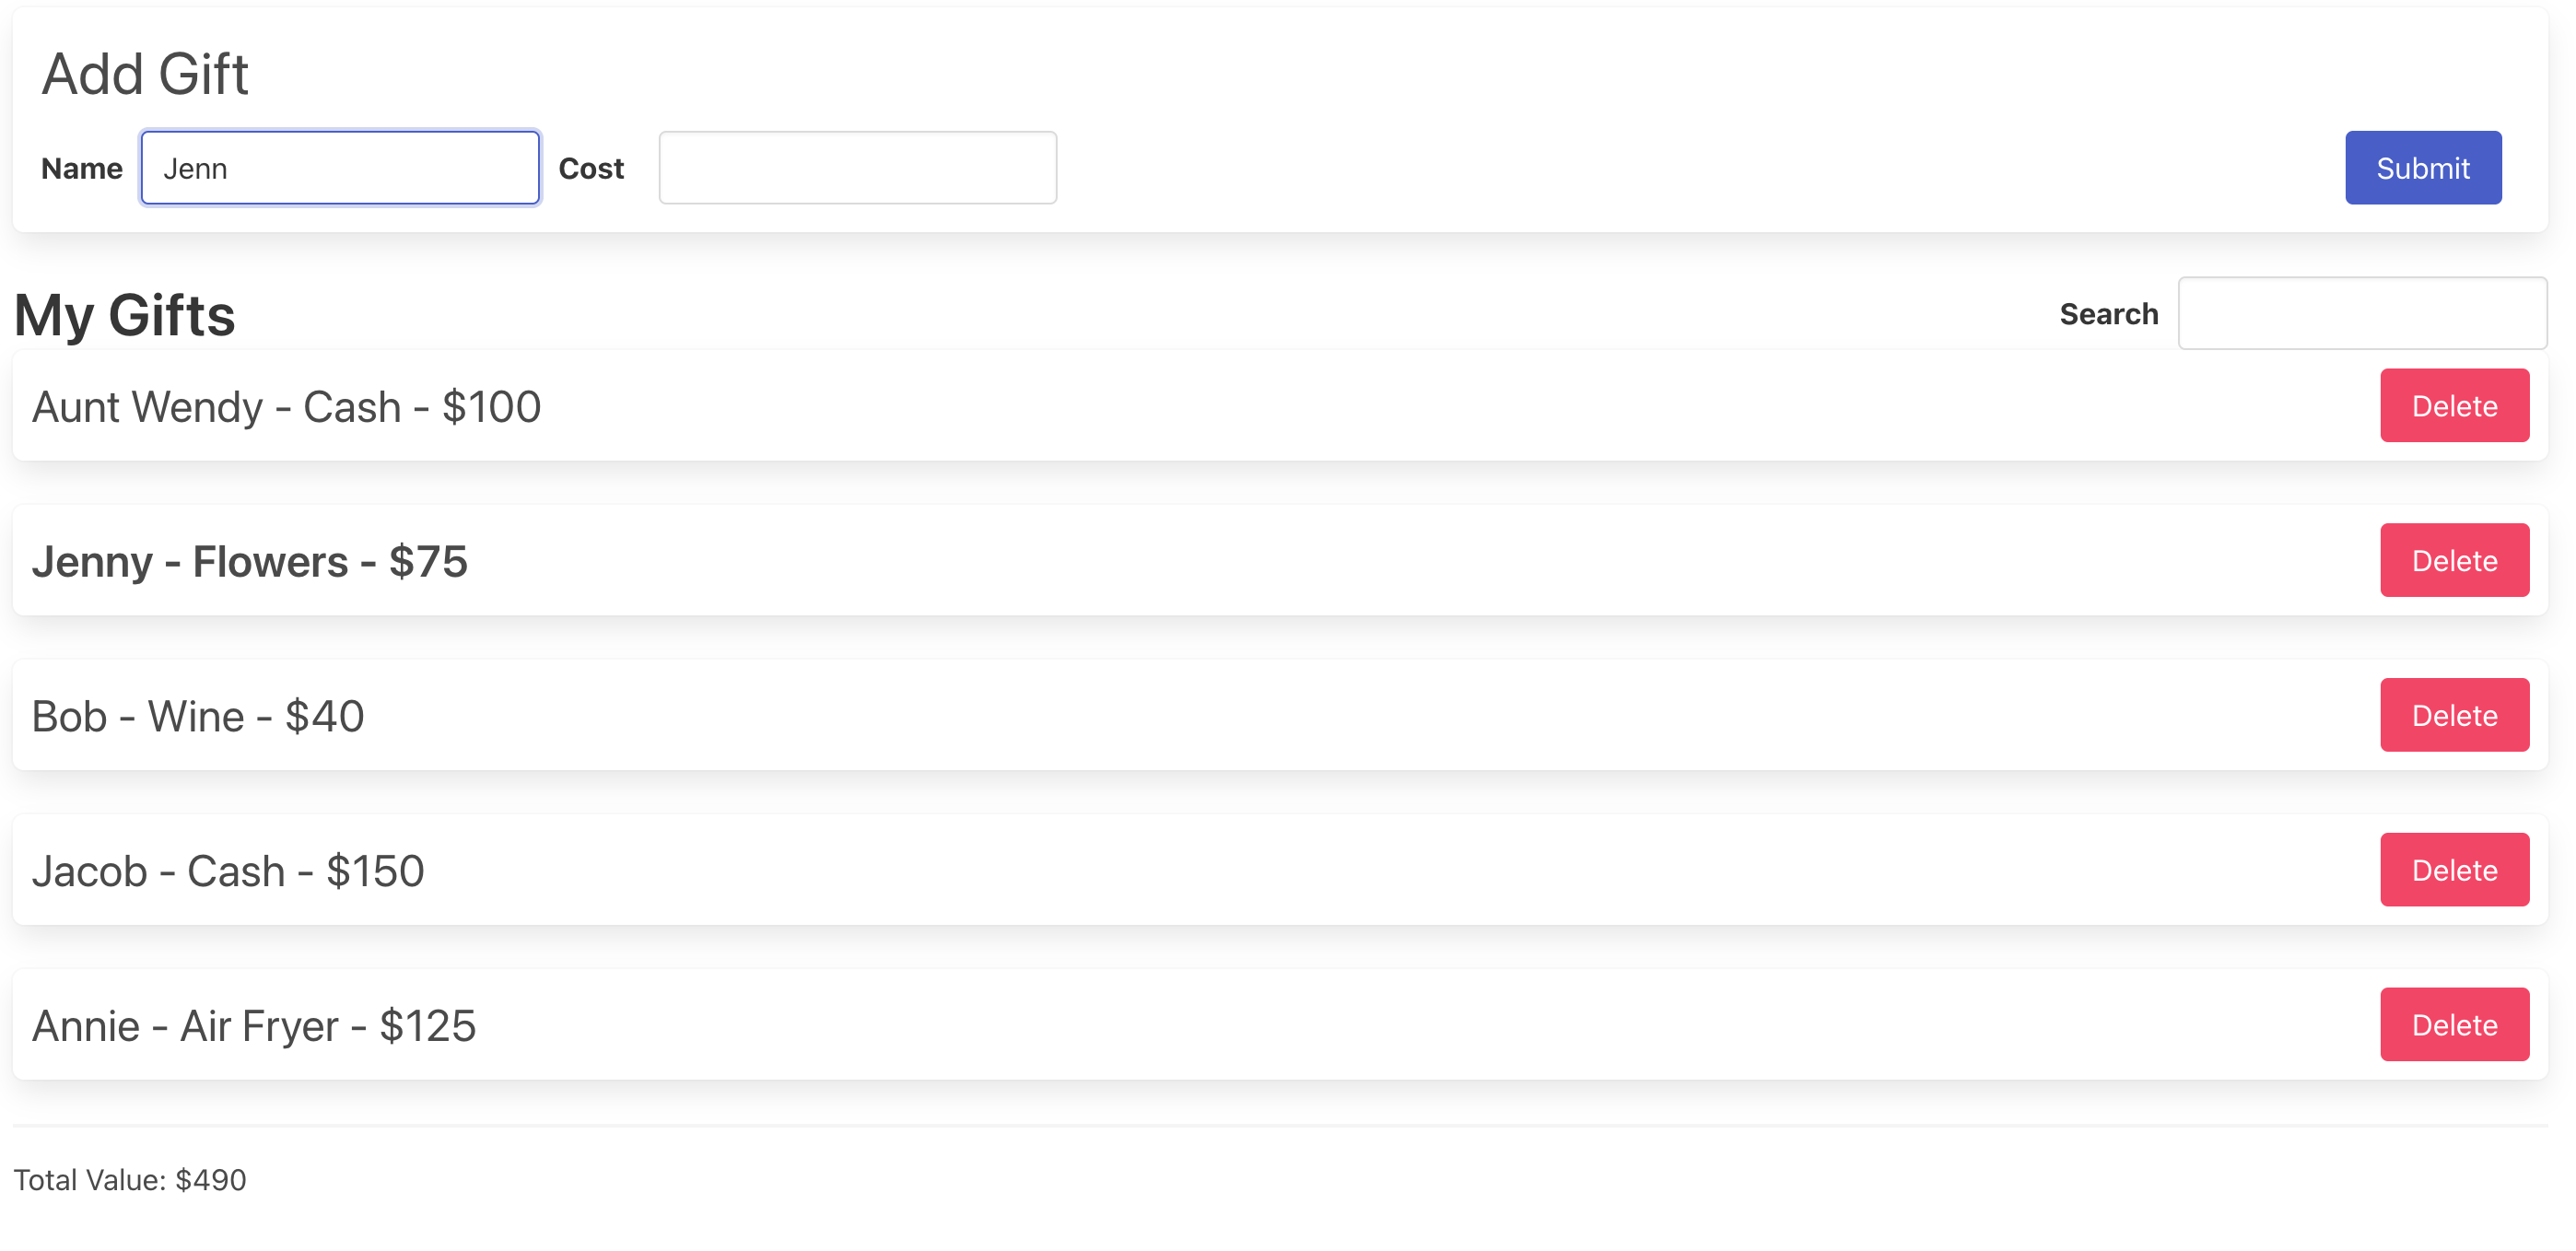 Add Gift
Name Jenn Cost Submit
My Gifts Search
Aunt Wendy - Cash - $100 Delete
Jenny - Flowers - $75 Delete
Bob - Wine - $40 Delete
Jacob - Cash - $150 Delete
Annie - Air Fryer - $125 Delete
Total Value: $490